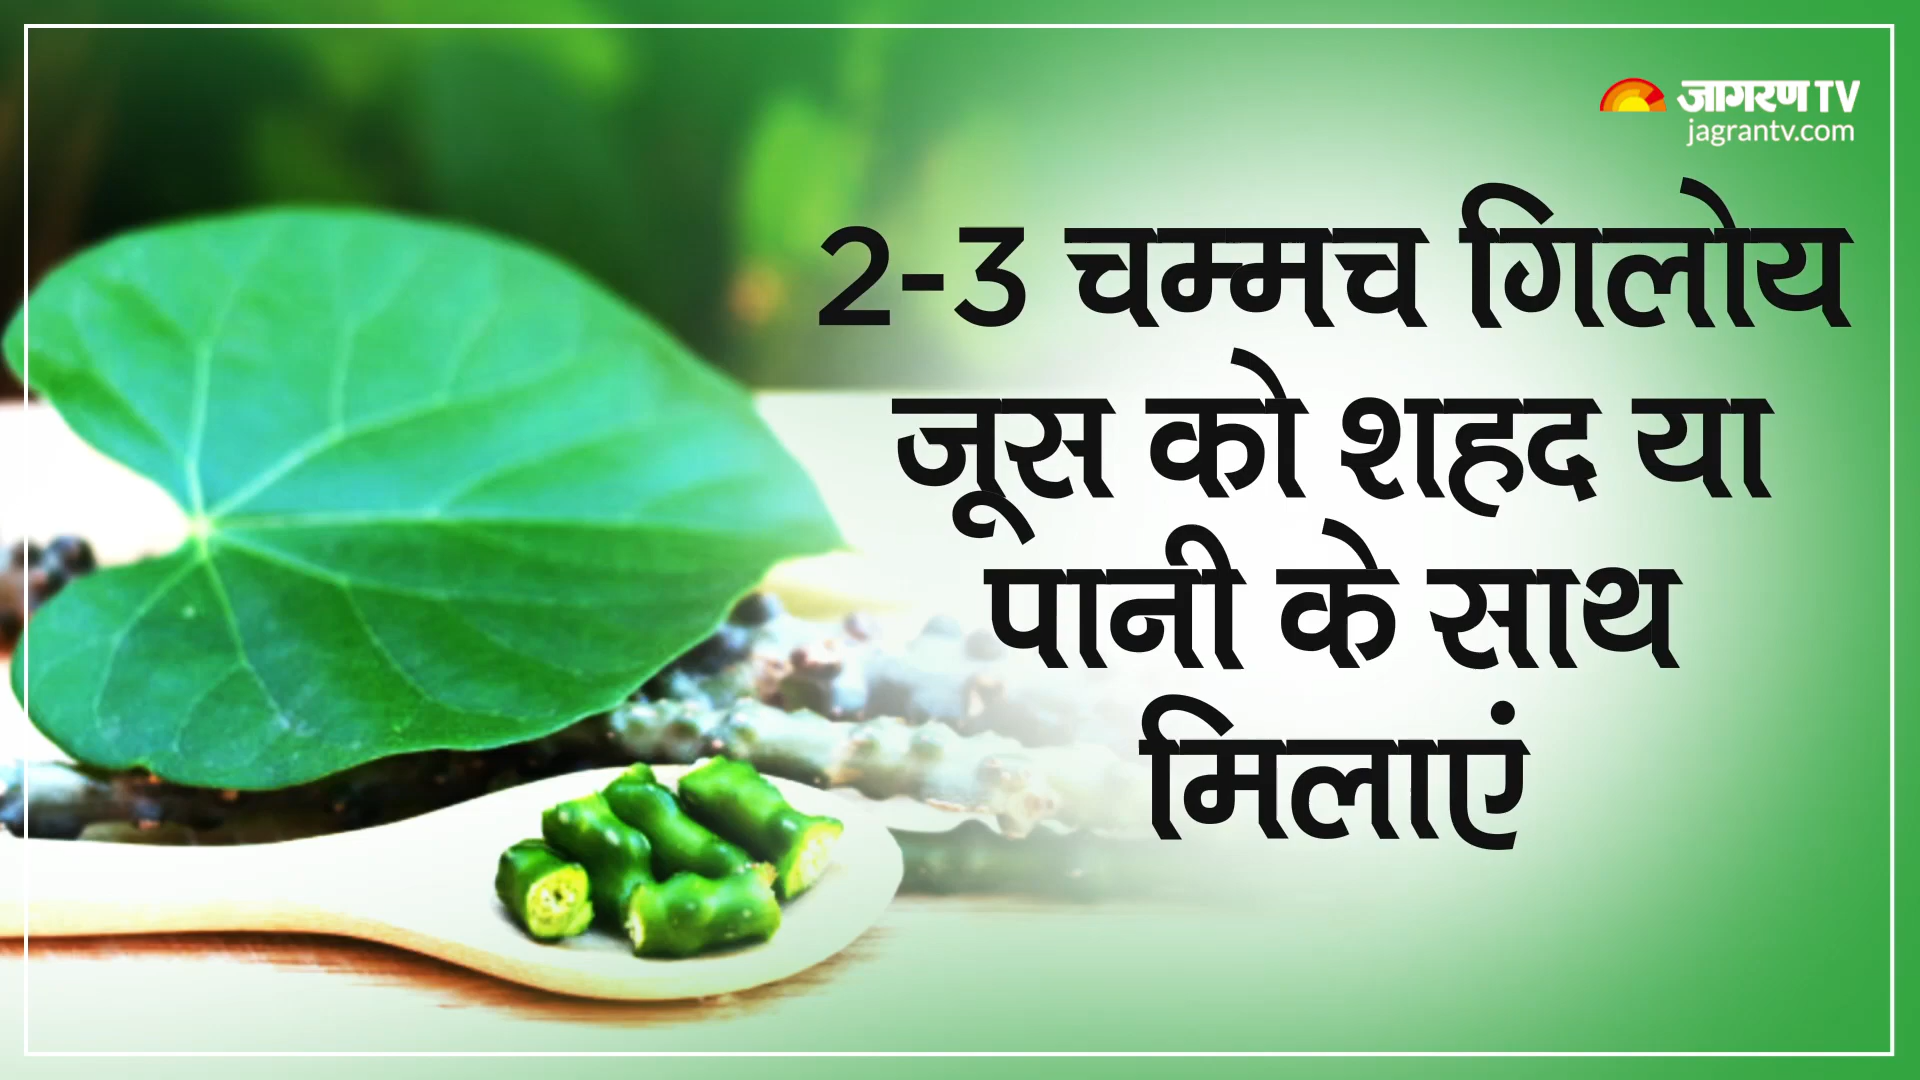 जागरण TV
jagrantv.com
2-3 चम्मच गिलोय
जूस को शहद या
पानी के साथ
मिलाएं